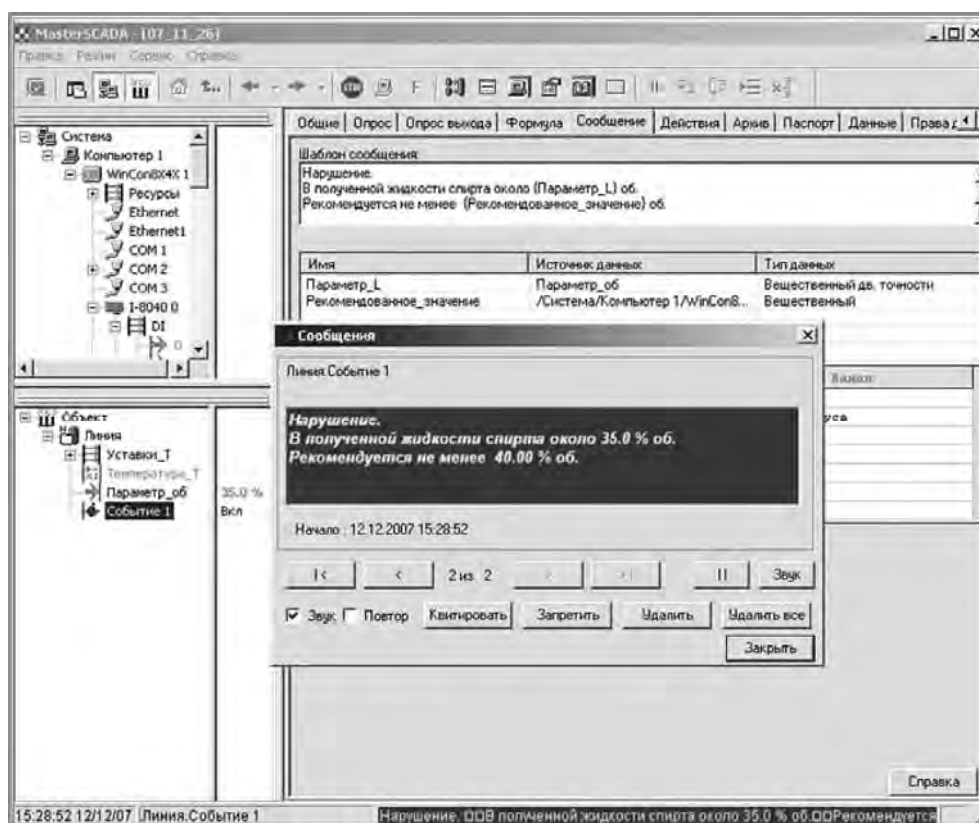 MasterSCADA - [07_11_26]
Правка Режим Сервис Справка
Общие Опрос Опрос выхода Формула Сообщение Действия Архив Паспорт Данные Права
Система
Компьютер 1
WinCon8X4X 1
Ресурсы
Ethernet
Ethernet1
COM 1
COM 2
COM 3
I-8040 0
DI
0
Шаблон сообщения:
Нарушение.
В полученной жидкости спирта около (Параметр_L) об.
Рекомендуется не менее (Рекомендованное_значение) об.
Имя Источник данных Тип данных
Параметр_L Параметр_об Вещественный дв. точности
Рекомендованное_значение /Система/Компьютер 1/WinCon8... Вещественный
Объект
Линия
Уставки_T
Температура_T
Параметр_об 35.0 %
Событие 1 Вкл
Сообщения
Линия.Событие 1
Нарушение.
В полученной жидкости спирта около 35.0 % об.
Рекомендуется не менее 40.00 % об.
Начало : 12.12.2007 15:28:52
|< < 2 из 2 > >| || Звук
Звук Повтор Квитировать Запретить Удалить Удалить все
Закрыть
Справка
15:28:52 12/12/07 Линия.Событие 1 Нарушение. □□В полученной жидкости спирта около 35.0 % об.□□Рекомендуется